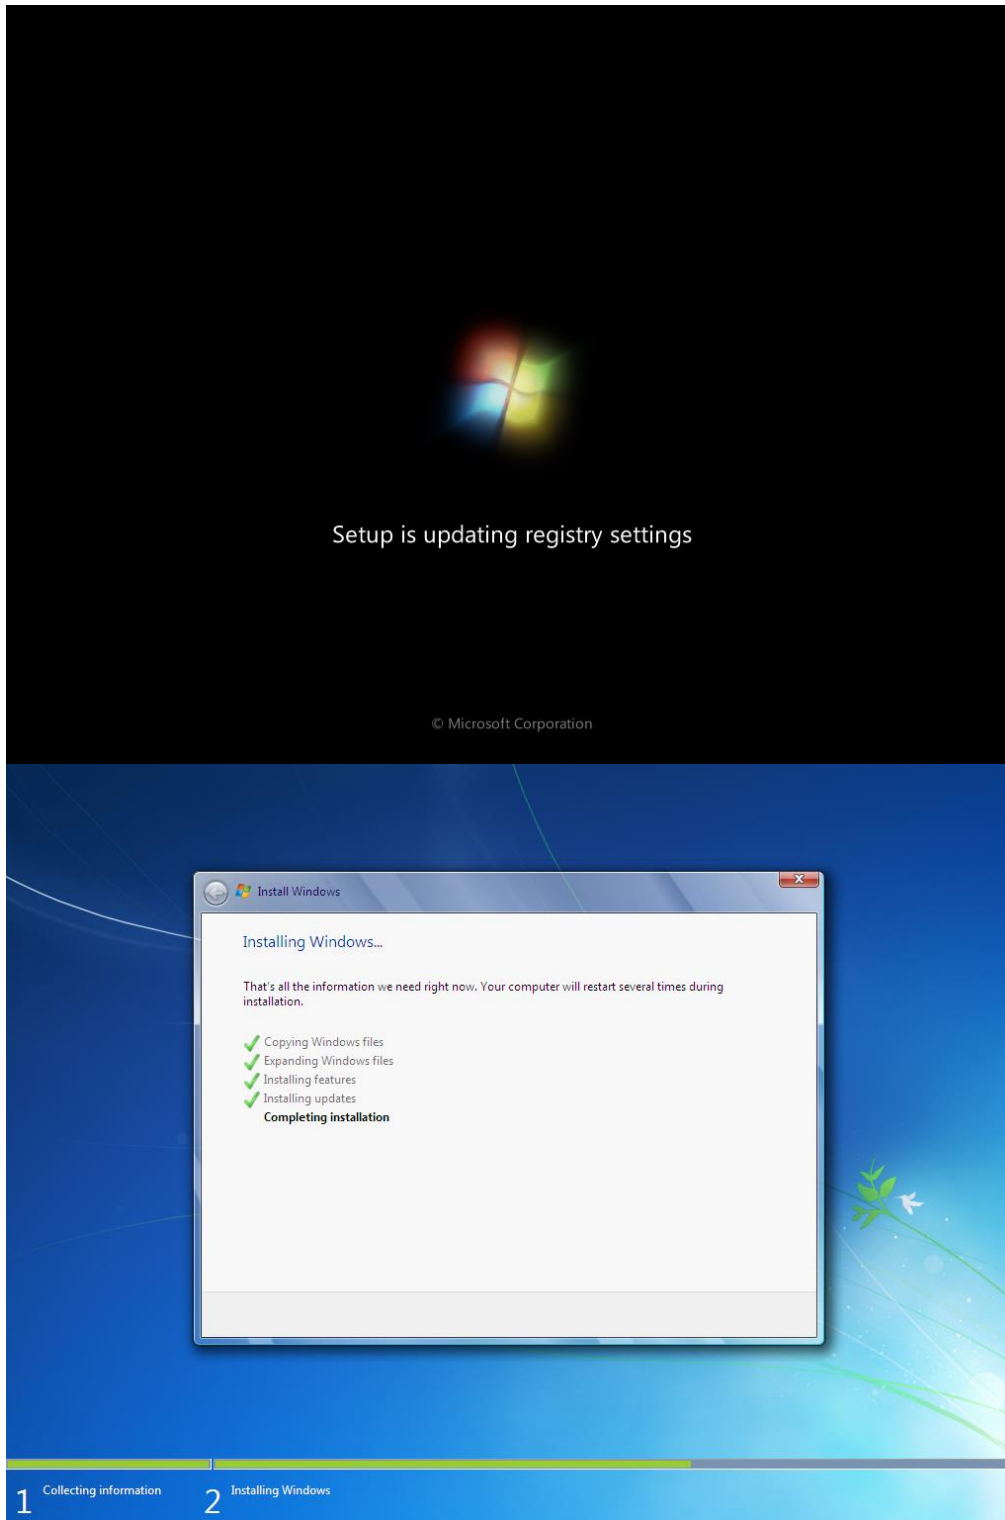 Setup is updating registry settings
© Microsoft Corporation
Install Windows
Installing Windows...
That's all the information we need right now. Your computer will restart several times during
installation.
Copying Windows files
Expanding Windows files
Installing features
Installing updates
Completing installation
1 Collecting information
2 Installing Windows